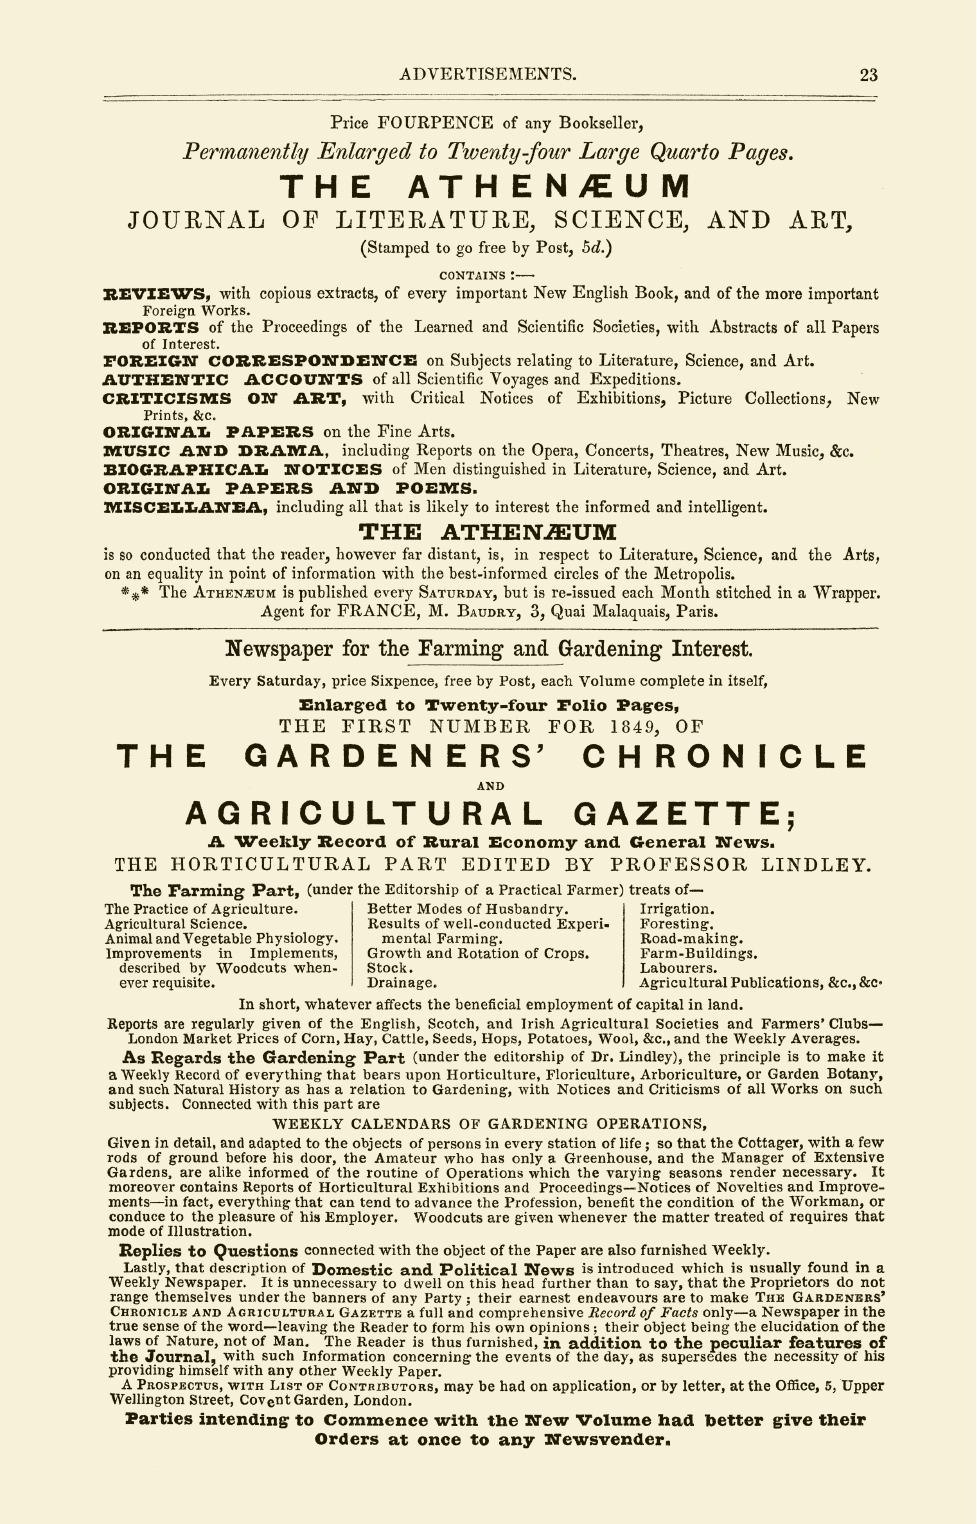 ADVERTISEMENTS. 23
Price FOURPENCE of any Bookseller,
Permanently Enlarged to Twenty-four Large Quarto Pages.
THE ATHENÆUM
JOURNAL OF LITERATURE, SCIENCE, AND ART,
(Stamped to go free by Post, 5d.)
CONTAINS :—
REVIEWS, with copious extracts, of every important New English Book, and of the more important
Foreign Works.
REPORTS of the Proceedings of the Learned and Scientific Societies, with Abstracts of all Papers
of Interest.
FOREIGN CORRESPONDENCE on Subjects relating to Literature, Science, and Art.
AUTHENTIC ACCOUNTS of all Scientific Voyages and Expeditions.
CRITICISMS ON ART, with Critical Notices of Exhibitions, Picture Collections, New
Prints, &c.
ORIGINAL PAPERS on the Fine Arts.
MUSIC AND DRAMA, including Reports on the Opera, Concerts, Theatres, New Music, &c.
BIOGRAPHICAL NOTICES of Men distinguished in Literature, Science, and Art.
ORIGINAL PAPERS AND POEMS.
MISCELLANEA, including all that is likely to interest the informed and intelligent.
THE ATHENÆUM
is so conducted that the reader, however far distant, is, in respect to Literature, Science, and the Arts,
on an equality in point of information with the best-informed circles of the Metropolis.
*⁎* The ATHENÆUM is published every SATURDAY, but is re-issued each Month stitched in a Wrapper.
Agent for FRANCE, M. BAUDRY, 3, Quai Malaquais, Paris.
Newspaper for the Farming and Gardening Interest.
Every Saturday, price Sixpence, free by Post, each Volume complete in itself,
Enlarged to Twenty-four Folio Pages,
THE FIRST NUMBER FOR 1849, OF
THE GARDENERS' CHRONICLE
AND
AGRICULTURAL GAZETTE;
A Weekly Record of Rural Economy and General News.
THE HORTICULTURAL PART EDITED BY PROFESSOR LINDLEY.
The Farming Part, (under the Editorship of a Practical Farmer) treats of—
The Practice of Agriculture.
Agricultural Science.
Animal and Vegetable Physiology.
Improvements in Implements,
described by Woodcuts when-
ever requisite.
Better Modes of Husbandry.
Results of well-conducted Experi-
mental Farming.
Growth and Rotation of Crops.
Stock.
Drainage.
Irrigation.
Foresting.
Road-making.
Farm-Buildings.
Labourers.
Agricultural Publications, &c., &c.
In short, whatever affects the beneficial employment of capital in land.
Reports are regularly given of the English, Scotch, and Irish Agricultural Societies and Farmers' Clubs—
London Market Prices of Corn, Hay, Cattle, Seeds, Hops, Potatoes, Wool, &c., and the Weekly Averages.
As Regards the Gardening Part (under the editorship of Dr. Lindley), the principle is to make it
a Weekly Record of everything that bears upon Horticulture, Floriculture, Arboriculture, or Garden Botany,
and such Natural History as has a relation to Gardening, with Notices and Criticisms of all Works on such
subjects. Connected with this part are
WEEKLY CALENDARS OF GARDENING OPERATIONS,
Given in detail, and adapted to the objects of persons in every station of life; so that the Cottager, with a few
rods of ground before his door, the Amateur who has only a Greenhouse, and the Manager of Extensive
Gardens, are alike informed of the routine of Operations which the varying seasons render necessary. It
moreover contains Reports of Horticultural Exhibitions and Proceedings—Notices of Novelties and Improve-
ments—in fact, everything that can tend to advance the Profession, benefit the condition of the Workman, or
conduce to the pleasure of his Employer. Woodcuts are given whenever the matter treated of requires that
mode of Illustration.
Replies to Questions connected with the object of the Paper are also furnished Weekly.
Lastly, that description of Domestic and Political News is introduced which is usually found in a
Weekly Newspaper. It is unnecessary to dwell on this head further than to say, that the Proprietors do not
range themselves under the banners of any Party; their earnest endeavours are to make THE GARDENERS'
CHRONICLE AND AGRICULTURAL GAZETTE a full and comprehensive Record of Facts only—a Newspaper in the
true sense of the word—leaving the Reader to form his own opinions; their object being the elucidation of the
laws of Nature, not of Man. The Reader is thus furnished, in addition to the peculiar features of
the Journal, with such Information concerning the events of the day, as supersedes the necessity of his
providing himself with any other Weekly Paper.
A PROSPECTUS, WITH LIST OF CONTRIBUTORS, may be had on application, or by letter, at the Office, 5, Upper
Wellington Street, Covent Garden, London.
Parties intending to Commence with the New Volume had better give their
Orders at once to any Newsvender.